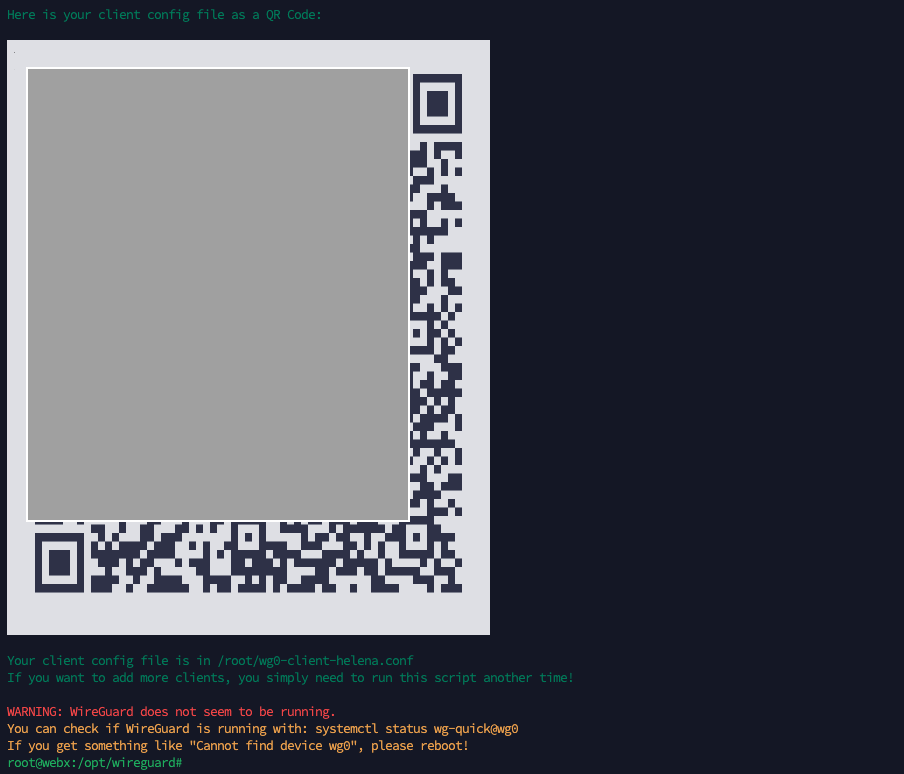 Here is your client config file as a QR Code:
Your client config file is in /root/wg0-client-helena.conf
If you want to add more clients, you simply need to run this script another time!
WARNING: WireGuard does not seem to be running.
You can check if WireGuard is running with: systemctl status wg-quick@wg0
If you get something like "Cannot find device wg0", please reboot!
root@webx:/opt/wireguard#